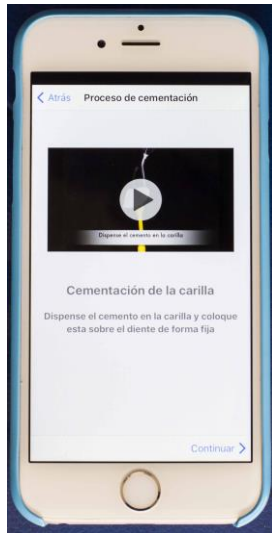 Atrás Proceso de cementación
Dispense el cemento en la carilla
Cementación de la carilla
Dispense el cemento en la carilla y coloque
esta sobre el diente de forma fija
Continuar